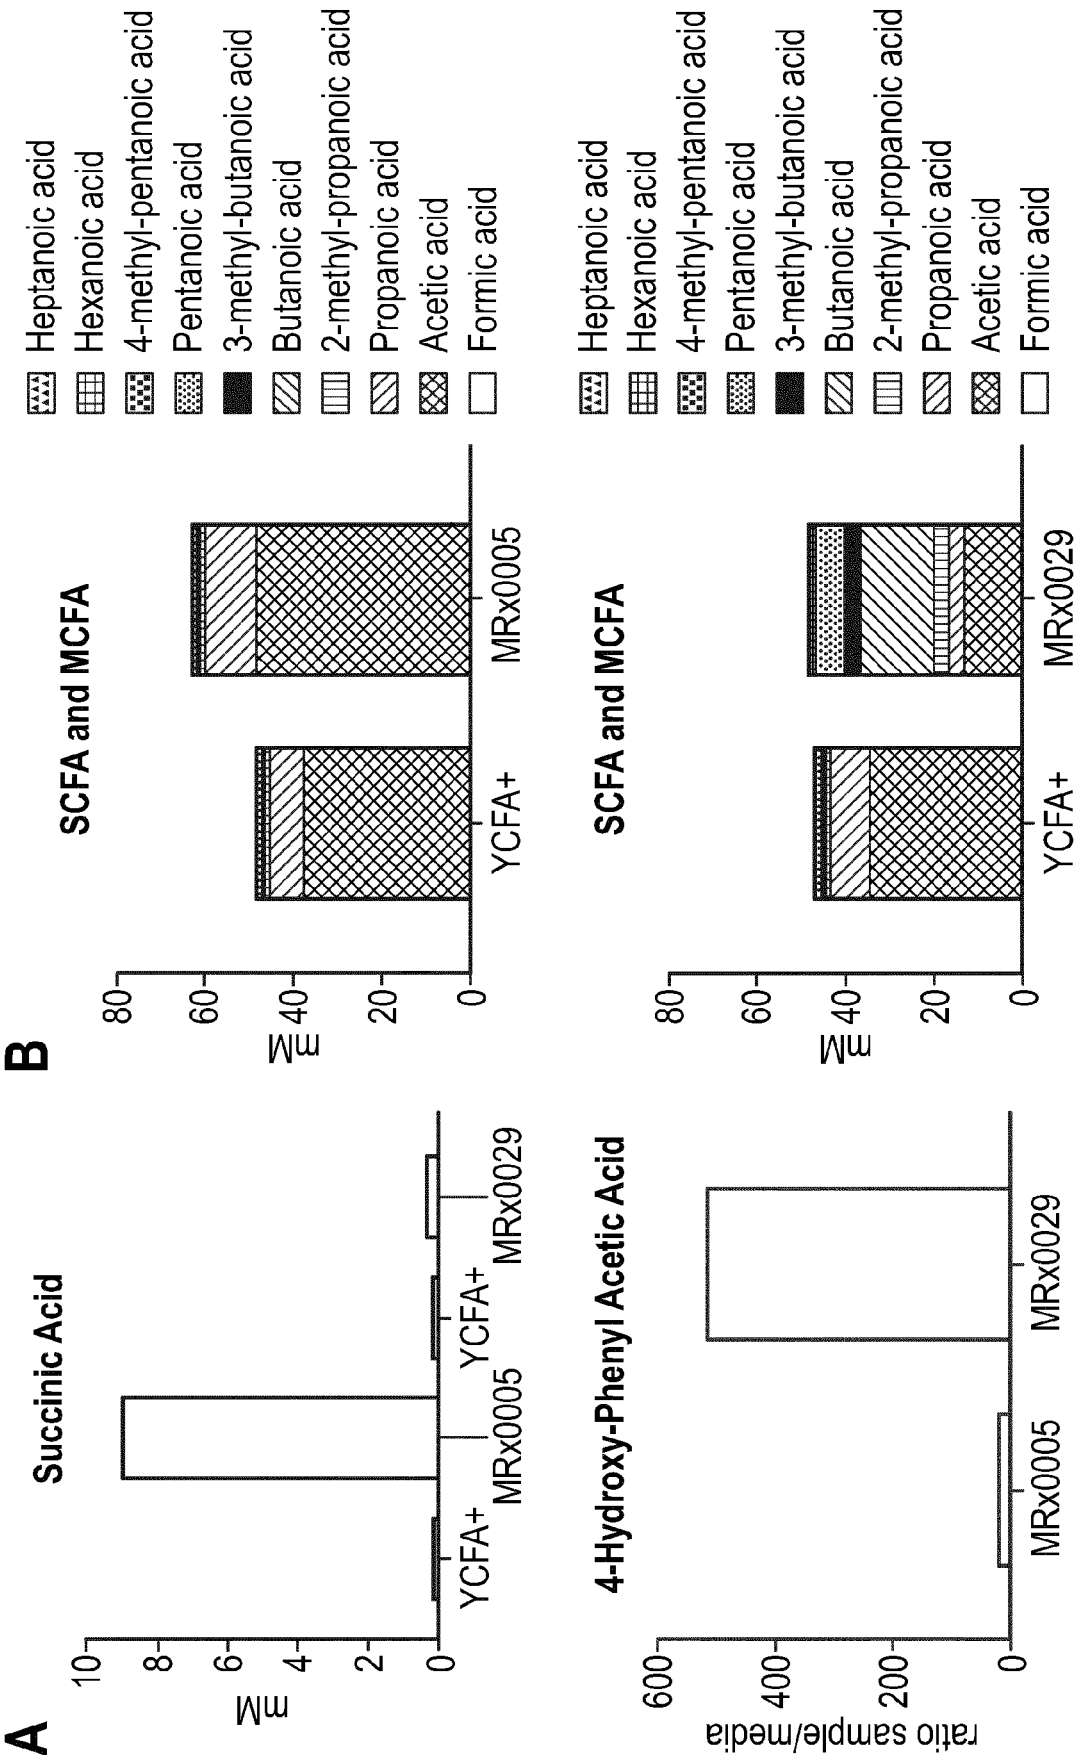 A
Succinic Acid
mM
10
8
6
4
2
0
YCFA+
MRx0005
YCFA+
MRx0029
4-Hydroxy-Phenyl Acetic Acid
ratio sample/media
600
400
200
0
MRx0005
MRx0029
B
SCFA and MCFA
mM
80
60
40
20
0
YCFA+
MRx0005
Heptanoic acid
Hexanoic acid
4-methyl-pentanoic acid
Pentanoic acid
3-methyl-butanoic acid
Butanoic acid
2-methyl-propanoic acid
Propanoic acid
Acetic acid
Formic acid
SCFA and MCFA
mM
80
60
40
20
0
YCFA+
MRx0029
Heptanoic acid
Hexanoic acid
4-methyl-pentanoic acid
Pentanoic acid
3-methyl-butanoic acid
Butanoic acid
2-methyl-propanoic acid
Propanoic acid
Acetic acid
Formic acid